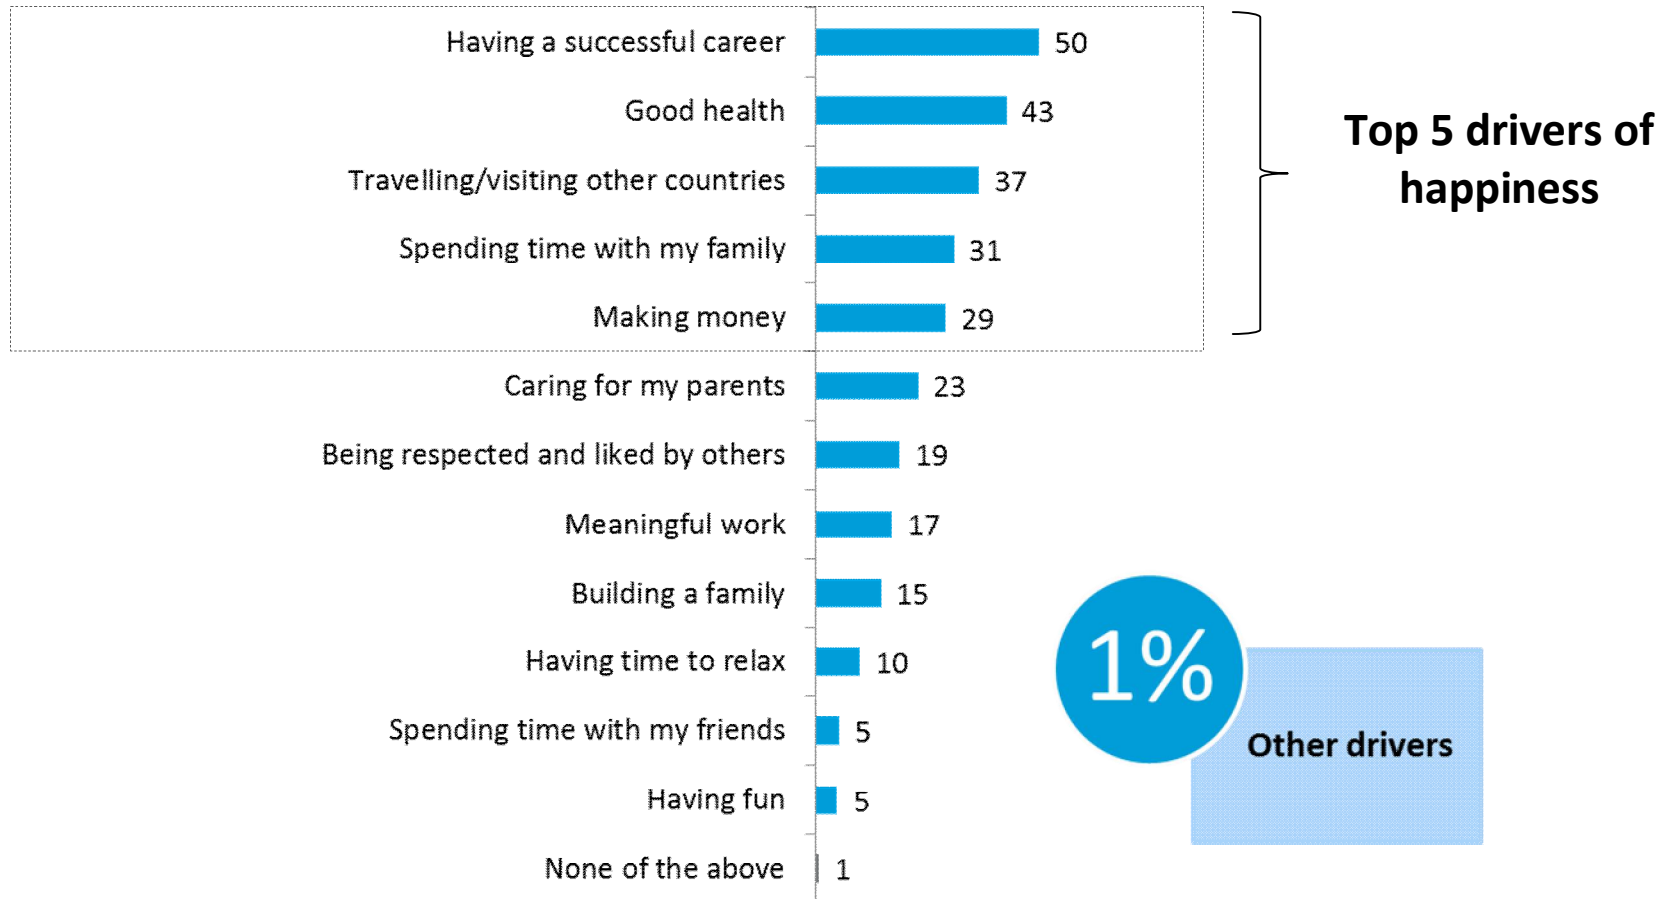 Having a successful career 50
Good health 43
Travelling/visiting other countries 37
Spending time with my family 31
Making money 29
Top 5 drivers of
happiness
Caring for my parents 23
Being respected and liked by others 19
Meaningful work 17
Building a family 15
Having time to relax 10
Spending time with my friends 5
Having fun 5
None of the above 1
1%
Other drivers